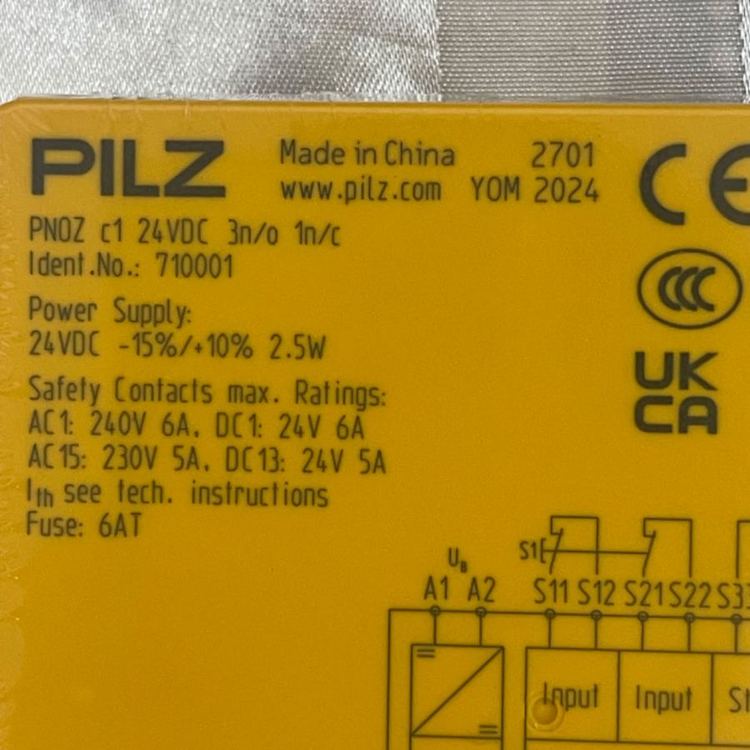 PILZ
Made in China 2701
www.pilz.com YOM 2024
CE
PNOZ c1 24VDC 3n/o 1n/c
Ident.No.: 710001
CCC
Power Supply:
24VDC -15%/+10% 2.5W
UK
CA
Safety Contacts max. Ratings:
AC1: 240V 6A, DC1: 24V 6A
AC15: 230V 5A, DC13: 24V 5A
Ith see tech. instructions
Fuse: 6AT
S1
UB
A1 A2 S11 S12 S21 S22 S33
Input Input